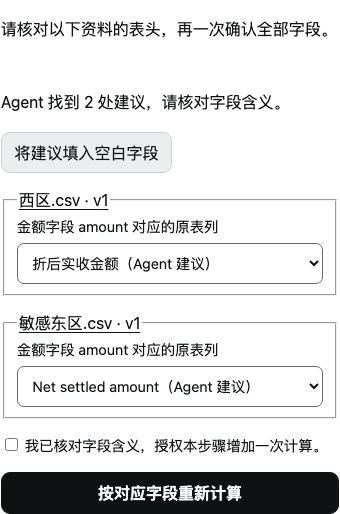 请核对以下资料的表头，再一次确认全部字段。
Agent 找到 2 处建议，请核对字段含义。
将建议填入空白字段
西区.csv · v1
金额字段 amount 对应的原表列
折后实收金额（Agent 建议）
敏感东区.csv · v1
金额字段 amount 对应的原表列
Net settled amount（Agent 建议）
我已核对字段含义，授权本步骤增加一次计算。
按对应字段重新计算